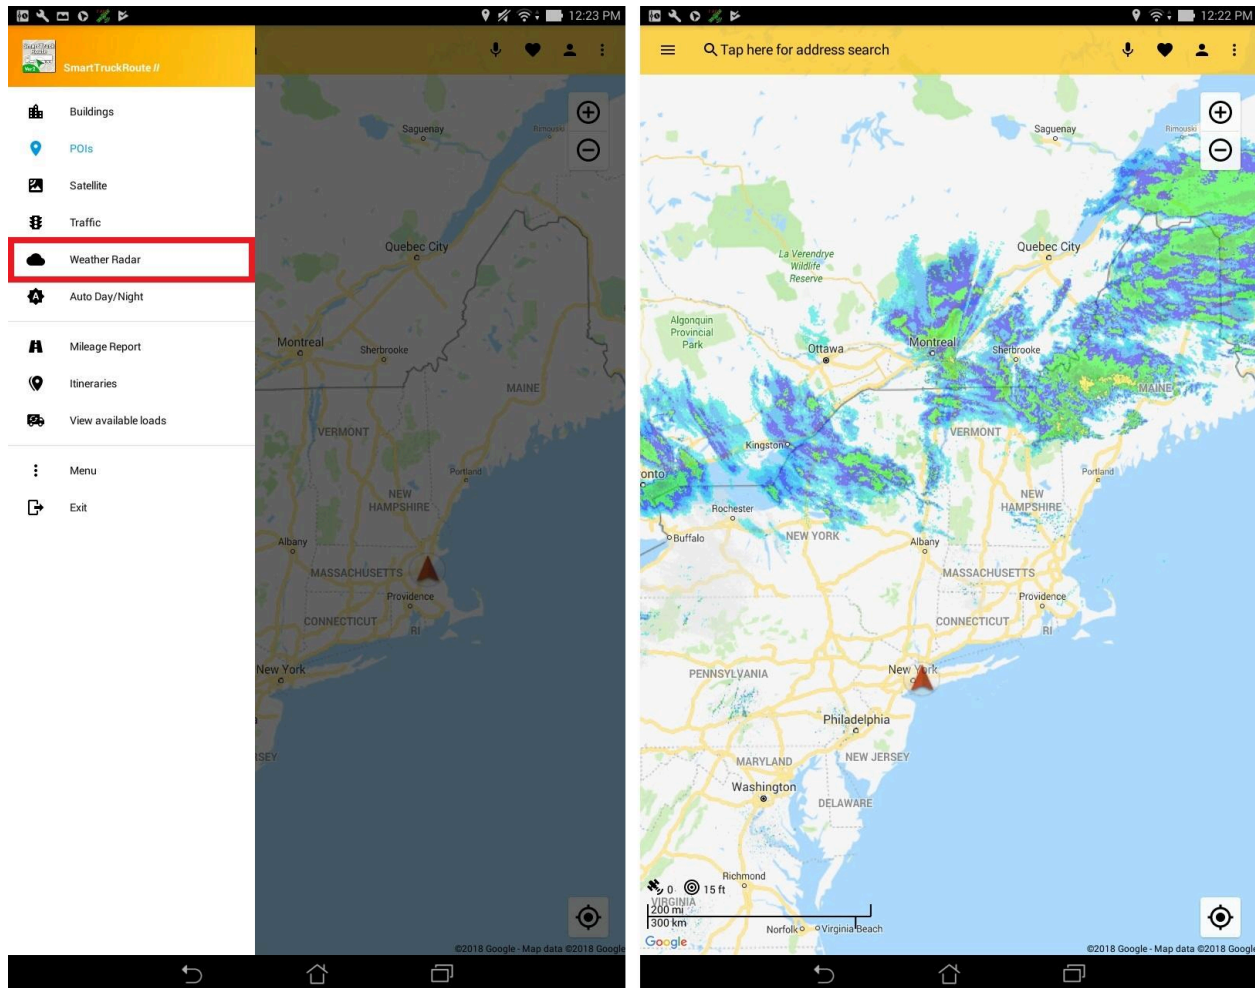 12:23 PM
SmartTruckRoute //
Buildings
POIs
Satellite
Traffic
Weather Radar
Auto Day/Night
Mileage Report
Itineraries
View available loads
Menu
Exit
Saguenay
Rimouski
Quebec City
Montreal
Sherbrooke
MAINE
VERMONT
Portland
NEW
HAMPSHIRE
Albany
MASSACHUSETTS
Providence
CONNECTICUT
RI
New York
JERSEY
©2018 Google - Map data ©2018 Google
12:22 PM
Tap here for address search
Saguenay
Rimouski
Quebec City
La Verendrye
Wildlife
Reserve
Algonquin
Provincial
Park
Ottawa
Montreal
Sherbrooke
MAINE
VERMONT
Kingston
onto
Portland
Rochester
NEW
HAMPSHIRE
Buffalo
NEW YORK
Albany
MASSACHUSETTS
Providence
CONNECTICUT
RI
PENNSYLVANIA
New York
Philadelphia
MARYLAND
NEW JERSEY
Washington
DELAWARE
Richmond
0 15 ft
VIRGINIA
200 mi
300 km
Norfolk
Virginia Beach
Google
©2018 Google - Map data ©2018 Google